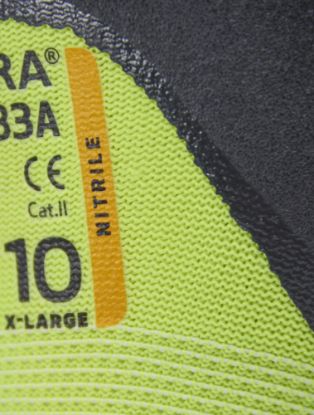 RA®
33A
CE
Cat.II
10
X-LARGE
NITRILE